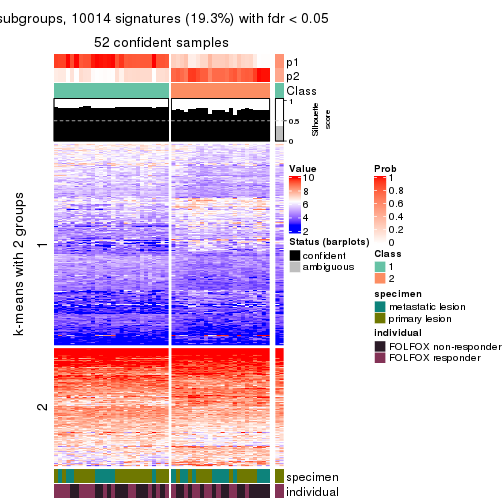 subgroups, 10014 signatures (19.3%) with fdr < 0.05
52 confident samples
p1
p2
Class
1
0.5
0
Silhouette
score
k-means with 2 groups
1
2
specimen
individual
Value
10
8
6
4
2
Status (barplots)
confident
ambiguous
Prob
1
0.8
0.6
0.4
0.2
0
Class
1
2
specimen
metastatic lesion
primary lesion
individual
FOLFOX non-responder
FOLFOX responder